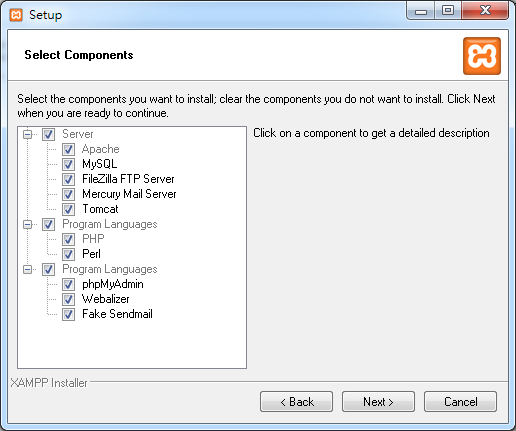 Setup
Select Components
Select the components you want to install; clear the components you do not want to install. Click Next
when you are ready to continue.
Server
Apache
MySQL
FileZilla FTP Server
Mercury Mail Server
Tomcat
Program Languages
PHP
Perl
Program Languages
phpMyAdmin
Webalizer
Fake Sendmail
Click on a component to get a detailed description
XAMPP Installer
< Back
Next >
Cancel